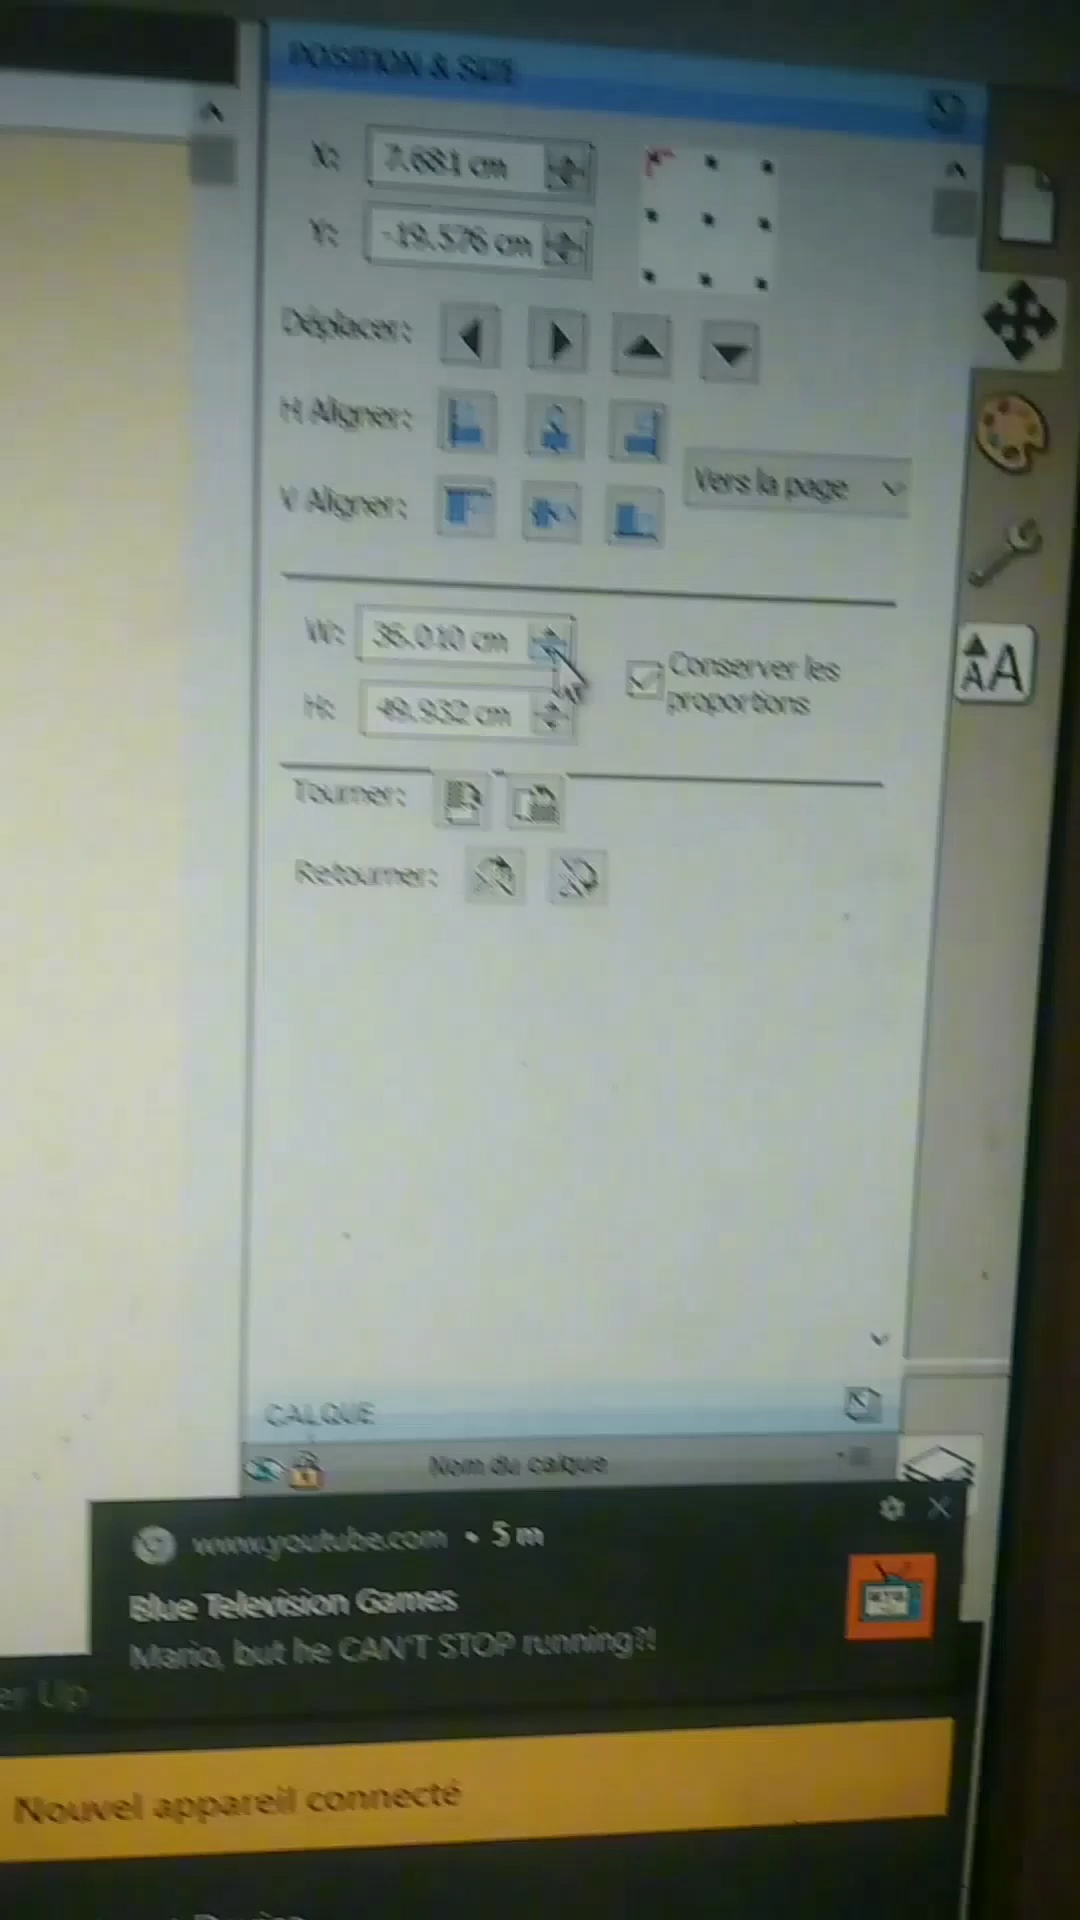 POSITION & SIZE
X: 7.681 cm
Y: -19.576 cm
Déplacer:
H Aligner:
V Aligner:
Vers la page
W: 36.010 cm
H: 49.932 cm
Conserver les
proportions
Tourner:
Retourner:
AA
CALQUE
Nom du calque
www.youtube.com • 5 m
Blue Television Games
Mario, but he CAN'T STOP running?!
er Up
Nouvel appareil connecté